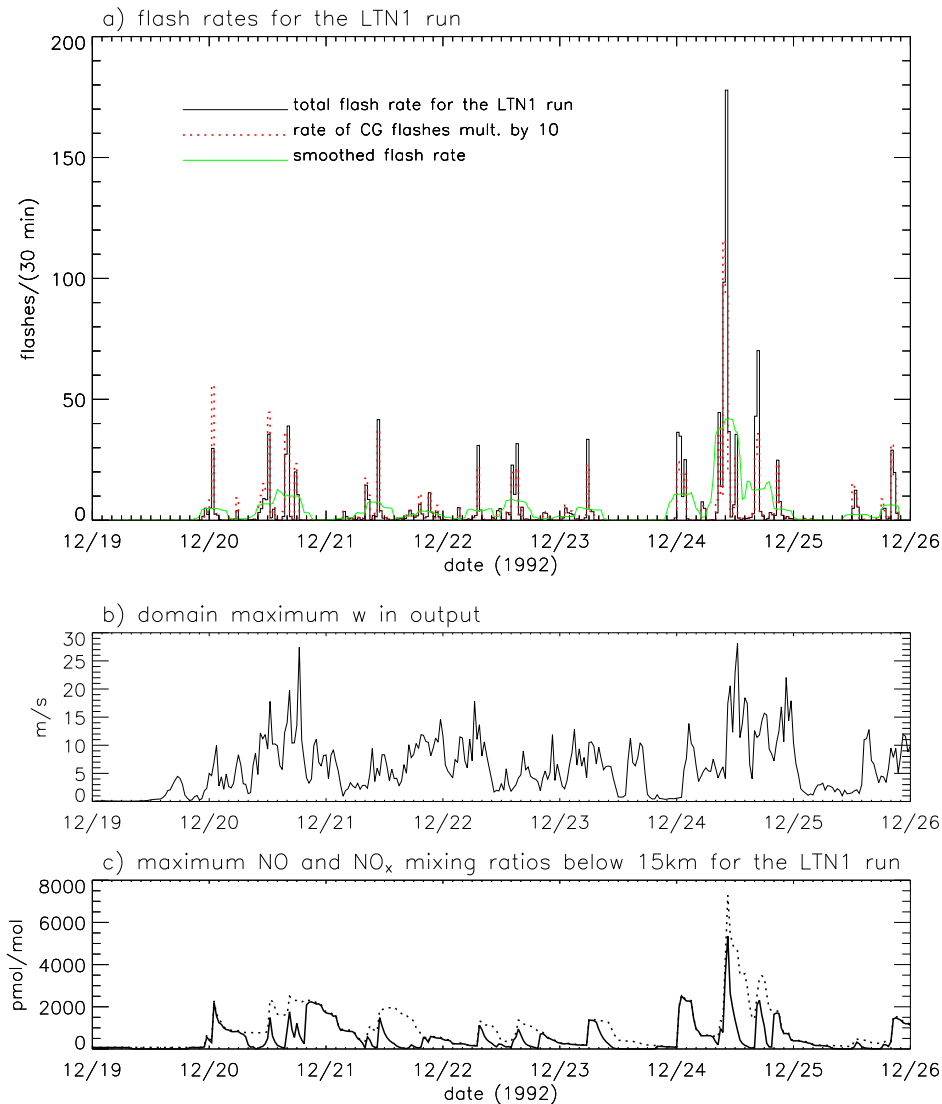 a) flash rates for the LTN1 run
200
150
100
50
0
flashes/(30 min)
total flash rate for the LTN1 run
rate of CG flashes mult. by 10
smoothed flash rate
12/19 12/20 12/21 12/22 12/23 12/24 12/25 12/26
date (1992)
b) domain maximum w in output
30
25
20
15
10
5
0
m/s
12/19 12/20 12/21 12/22 12/23 12/24 12/25 12/26
c) maximum NO and NOx mixing ratios below 15km for the LTN1 run
8000
6000
4000
2000
0
pmol/mol
12/19 12/20 12/21 12/22 12/23 12/24 12/25 12/26
date (1992)